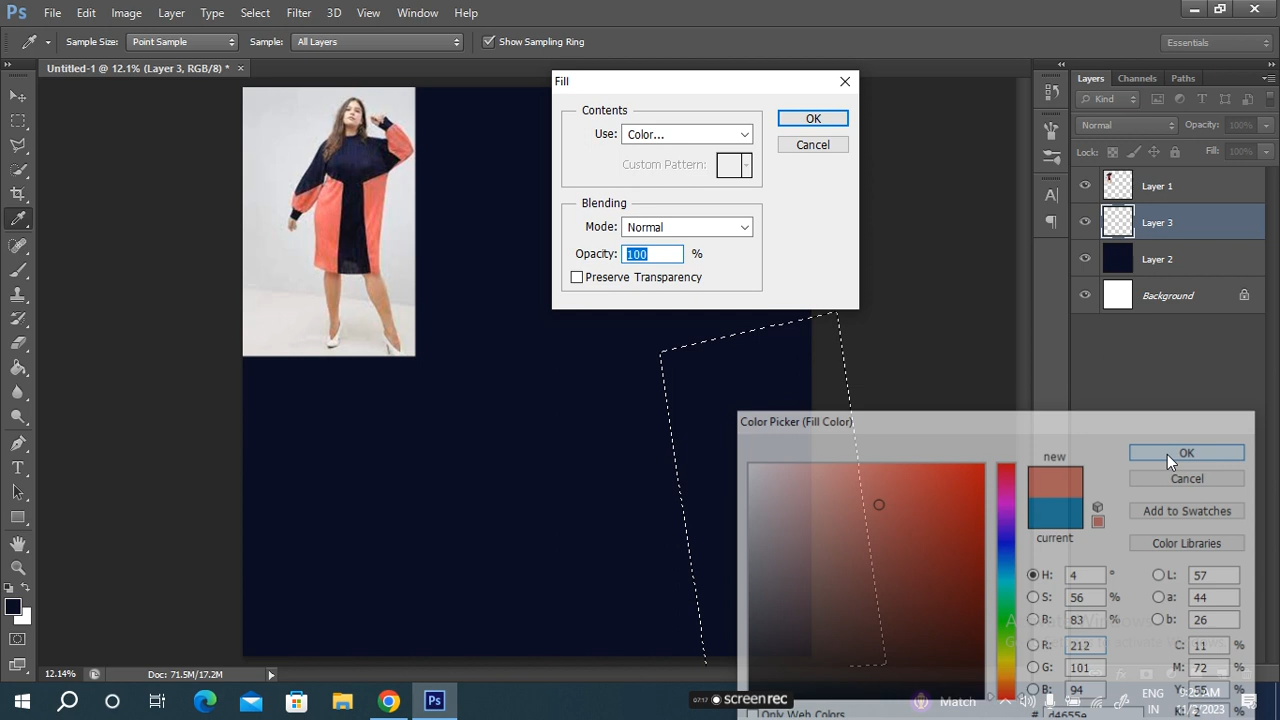 Ps File Edit Image Layer Type Select Filter 3D View Window Help
Sample Size: Point Sample Sample: All Layers Show Sampling Ring Essentials
Untitled-1 @ 12.1% (Layer 3, RGB/8) * ×
Layers Channels Paths
Kind
Normal Opacity: 100%
Lock: Fill: 100%
Layer 1
Layer 3
Layer 2
Background
Fill
Contents
Use: Color...
Custom Pattern:
OK
Cancel
Blending
Mode: Normal
Opacity: 100 %
Preserve Transparency
Color Picker (Fill Color)
new
current
OK
Cancel
Add to Swatches
Color Libraries
H: 4 °
S: 56 %
B: 83 %
R: 212
G: 101
B: 94
L: 57
a: 44
b: 26
C: 11 %
M: 72 %
Y: 55 %
# d4655e
Only Web Colors
12.14% Doc: 71.5M/17.2M
07:17 screenrec
Match
ENG
IN